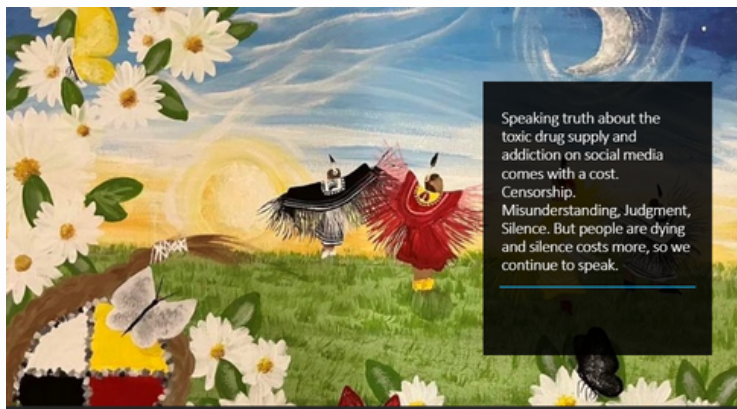 Speaking truth about the
toxic drug supply and
addiction on social media
comes with a cost.
Censorship.
Misunderstanding, Judgment,
Silence. But people are dying
and silence costs more, so we
continue to speak.